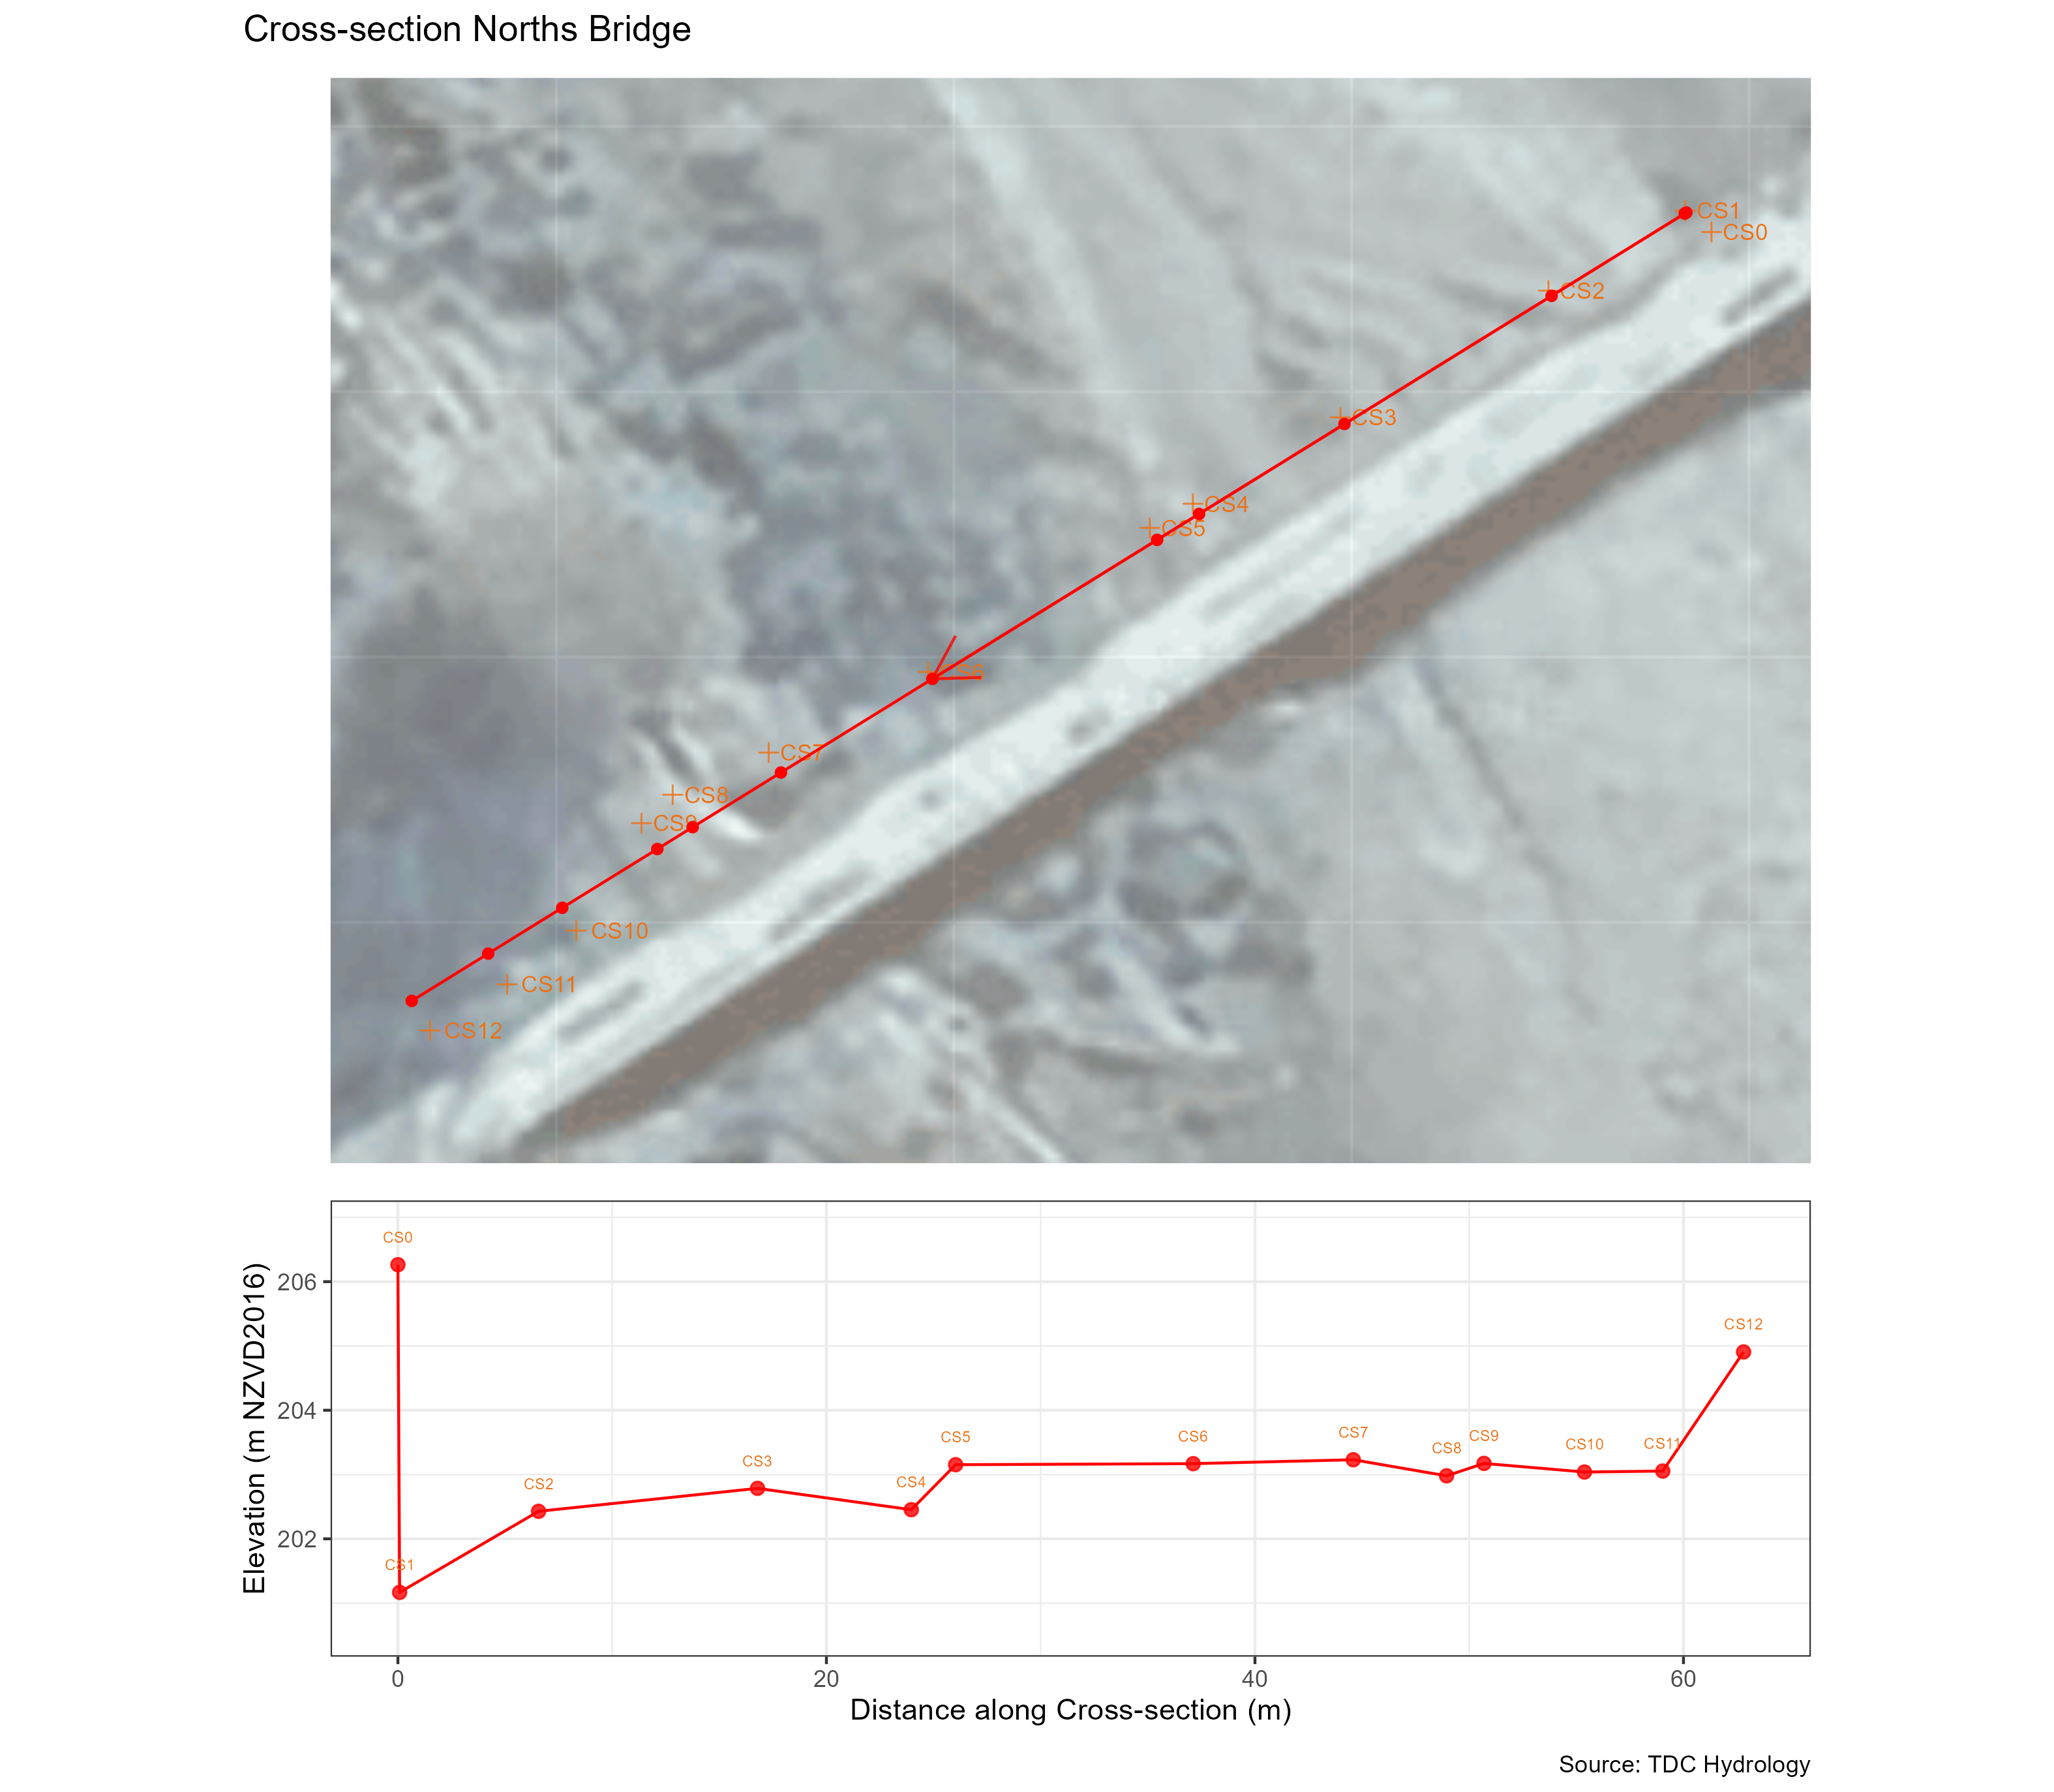 Cross-section Norths Bridge
CS1
CS0
CS2
CS3
CS4
CS5
CS6
CS7
CS8
CS9
CS10
CS11
CS12
Elevation (m NZVD2016)
206
204
202
CS0
CS1
CS2
CS3
CS4
CS5
CS6
CS7
CS8
CS9
CS10
CS11
CS12
0 20 40 60
Distance along Cross-section (m)
Source: TDC Hydrology